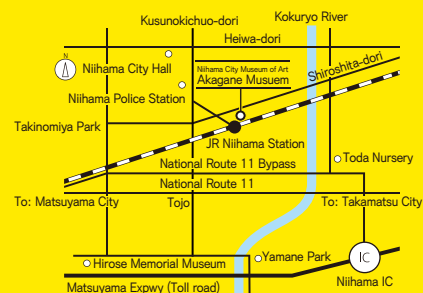 Kusunokichuo-dori
Kokuryo River
Heiwa-dori
N
Niihama City Hall
Niihama City Museum of Art
Akagane Musuem
Shiroshita-dori
Niihama Police Station
Takinomiya Park
JR Niihama Station
National Route 11 Bypass
Toda Nursery
National Route 11
To: Matsuyama City
Tojo
To: Takamatsu City
Hirose Memorial Museum
Yamane Park
IC
Niihama IC
Matsuyama Expwy (Toll road)